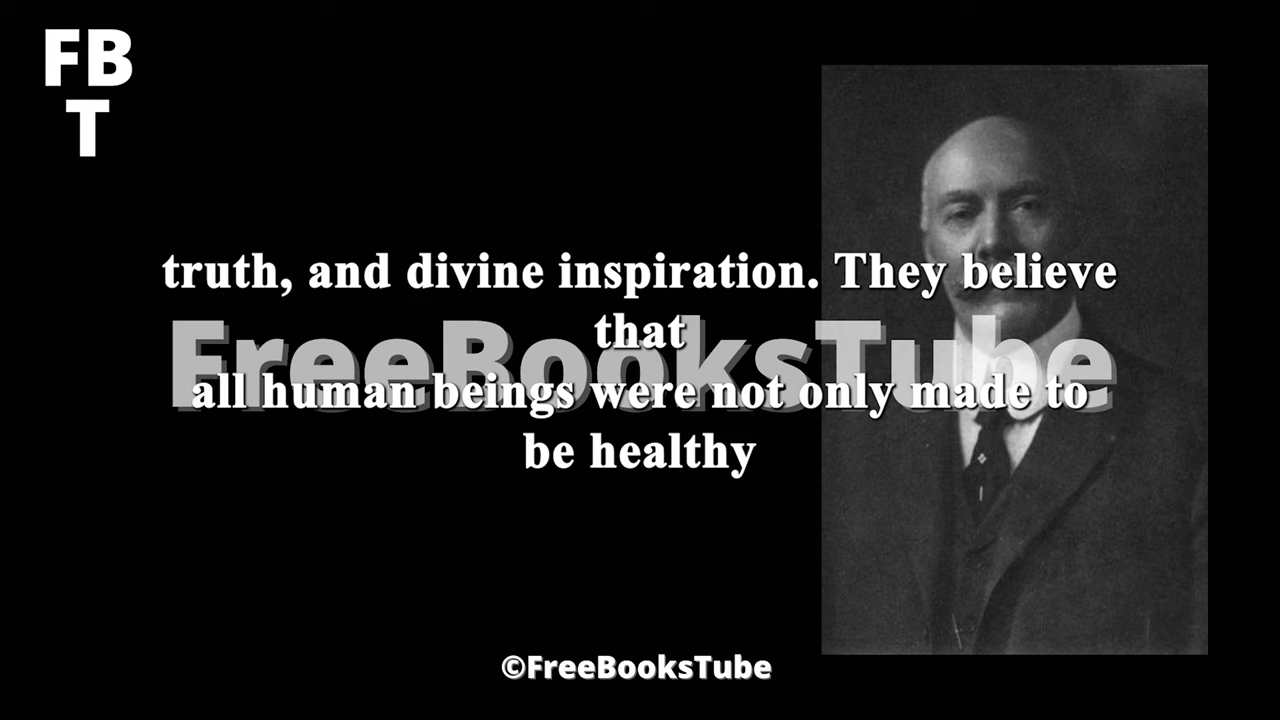 FB
T
truth, and divine inspiration. They believe
that
FreeBooksTube
all human beings were not only made to
be healthy
©FreeBooksTube